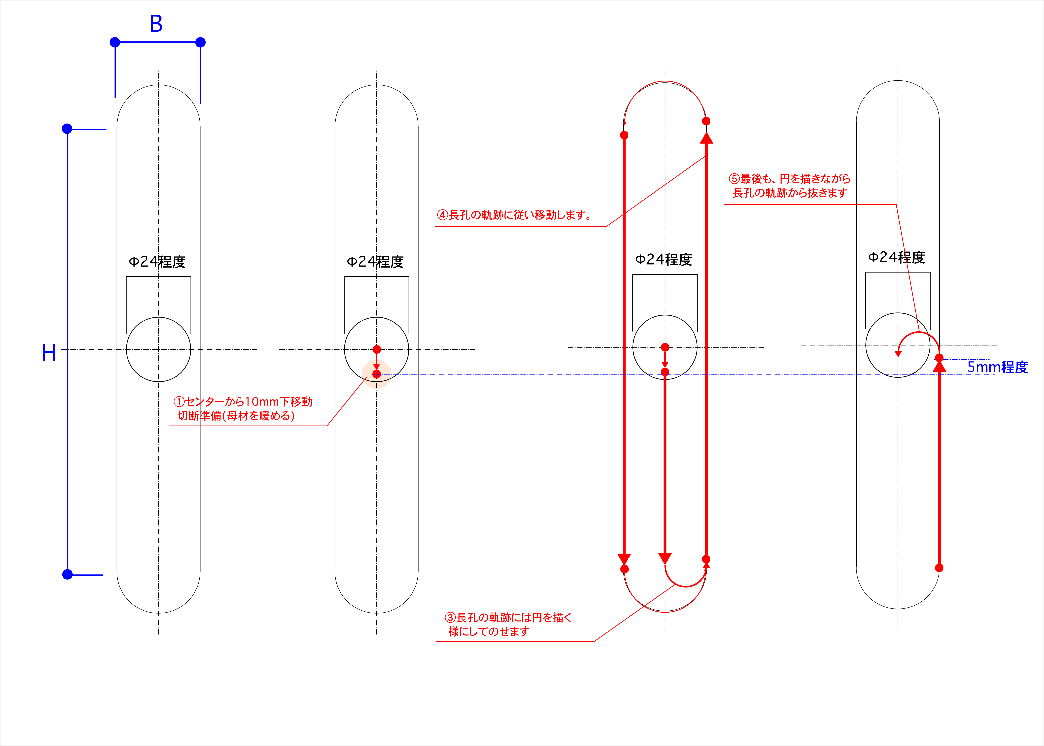 B
H
Φ24程度
Φ24程度
Φ24程度
Φ24程度
①センターから10mm下移動
切断準備(母材を暖める)
④長孔の軌跡に従い移動します。
③長孔の軌跡には円を描く
様にしてのせます
⑤最後も、円を描きながら
長孔の軌跡から抜きます
5mm程度